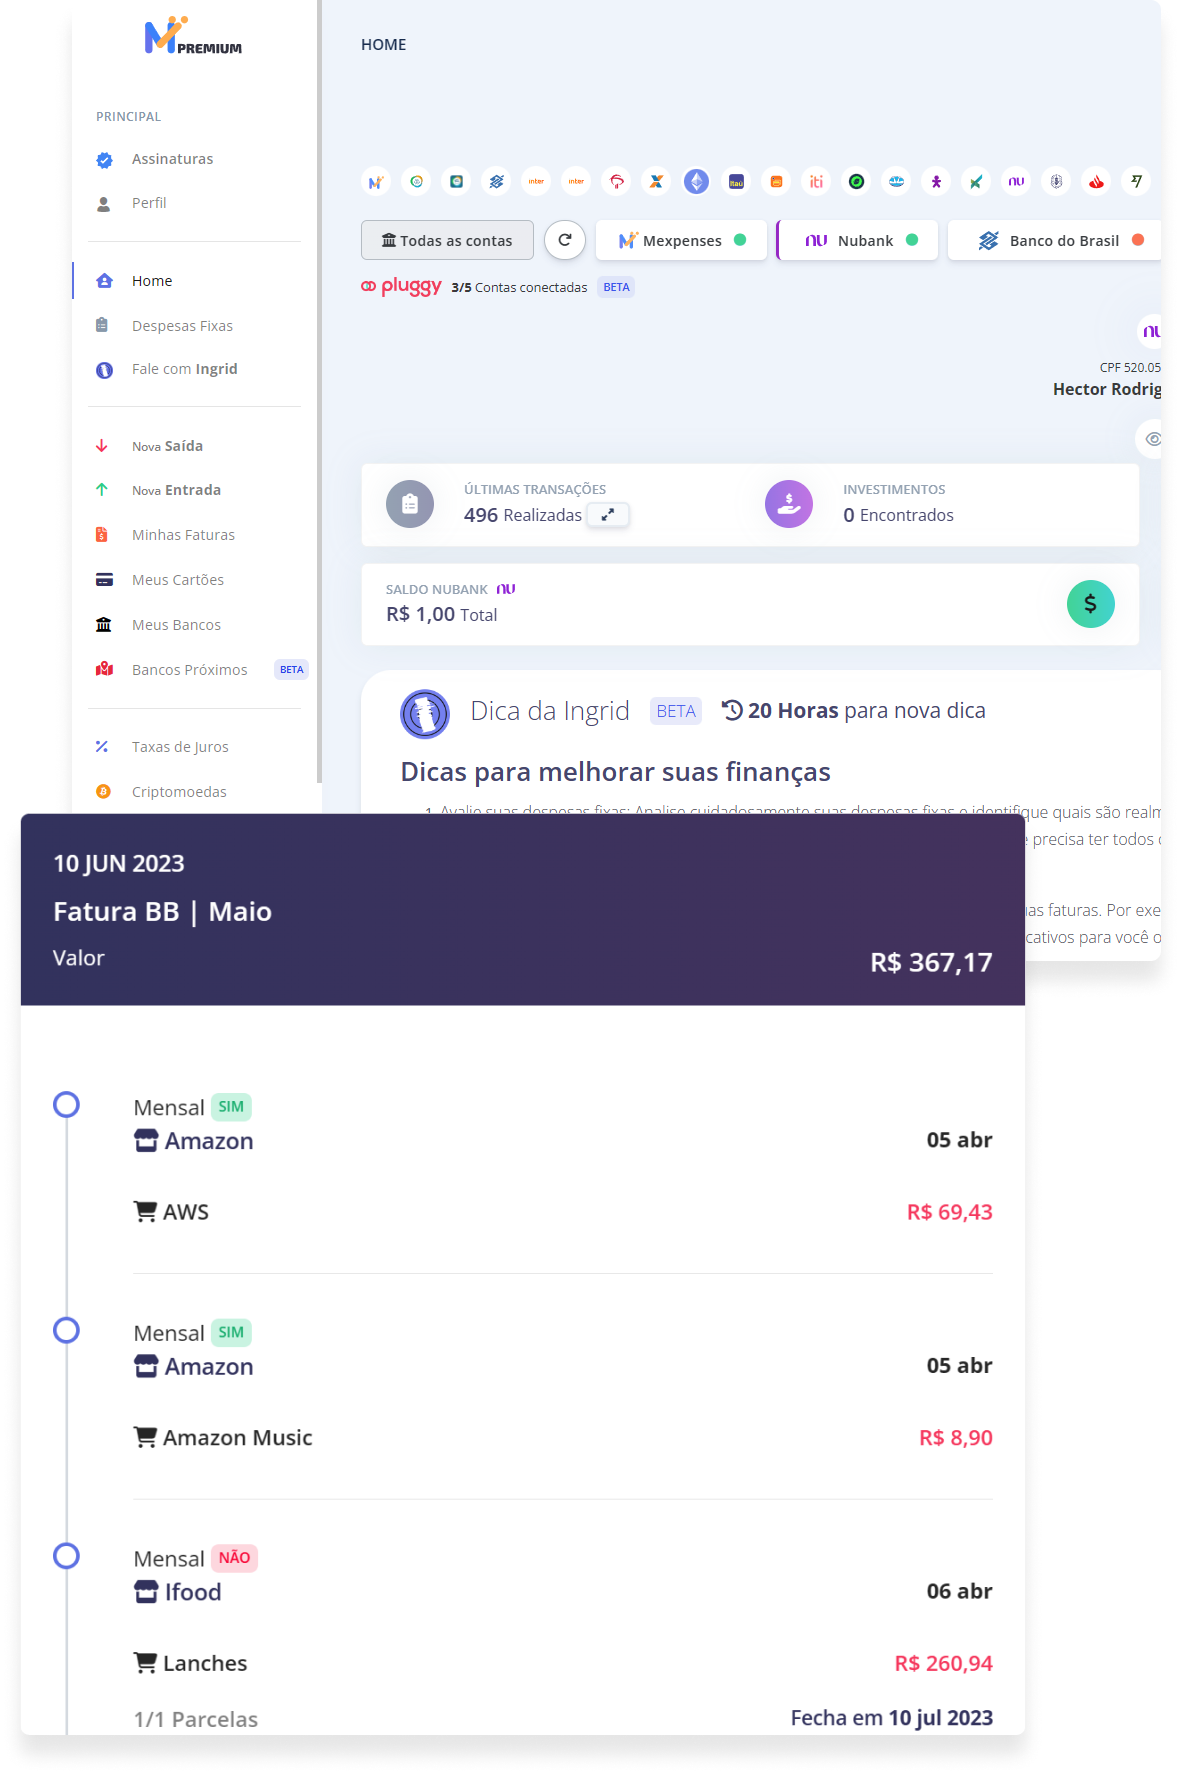 PREMIUM
HOME
PRINCIPAL
Assinaturas
Perfil
Home
Despesas Fixas
Fale com Ingrid
Nova Saída
Nova Entrada
Minhas Faturas
Meus Cartões
Meus Bancos
Bancos Próximos BETA
Taxas de Juros
Criptomoedas
inter inter Itaú iti nu
Todas as contas Mexpenses nu Nubank Banco do Brasil
pluggy 3/5 Contas conectadas BETA
CPF 520.05
Hector Rodrig
ÚLTIMAS TRANSAÇÕES
496 Realizadas
INVESTIMENTOS
0 Encontrados
SALDO NUBANK nu
R$ 1,00 Total
Dica da Ingrid BETA 20 Horas para nova dica
Dicas para melhorar suas finanças
1. Avalie suas despesas fixas: Analise cuidadosamente suas despesas fixas e identifique quais são realm
precisa ter todos
uas faturas. Por exe
cativos para você o
10 JUN 2023
Fatura BB | Maio
Valor
R$ 367,17
Mensal SIM
Amazon 05 abr
AWS R$ 69,43
Mensal SIM
Amazon 05 abr
Amazon Music R$ 8,90
Mensal NÃO
Ifood 06 abr
Lanches R$ 260,94
1/1 Parcelas Fecha em 10 jul 2023